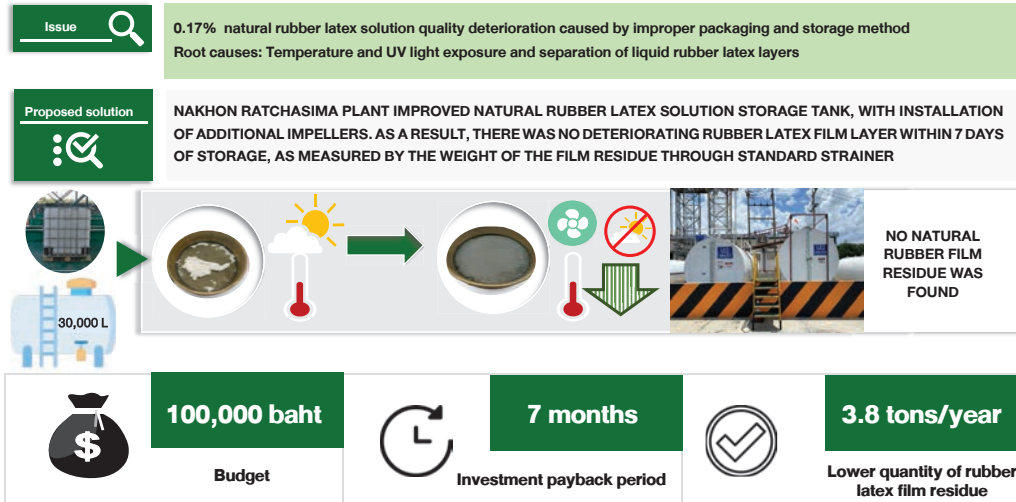 Issue
0.17% natural rubber latex solution quality deterioration caused by improper packaging and storage method
Root causes: Temperature and UV light exposure and separation of liquid rubber latex layers
Proposed solution
NAKHON RATCHASIMA PLANT IMPROVED NATURAL RUBBER LATEX SOLUTION STORAGE TANK, WITH INSTALLATION
OF ADDITIONAL IMPELLERS. AS A RESULT, THERE WAS NO DETERIORATING RUBBER LATEX FILM LAYER WITHIN 7 DAYS
OF STORAGE, AS MEASURED BY THE WEIGHT OF THE FILM RESIDUE THROUGH STANDARD STRAINER
30,000 L
NO NATURAL
RUBBER FILM
RESIDUE WAS
FOUND
$
100,000 baht
Budget
7 months
Investment payback period
3.8 tons/year
Lower quantity of rubber
latex film residue